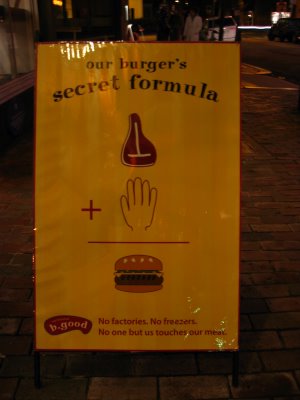 our burger's
secret formula
+
b.good
No factories. No freezers.
No one but us touches our meat.